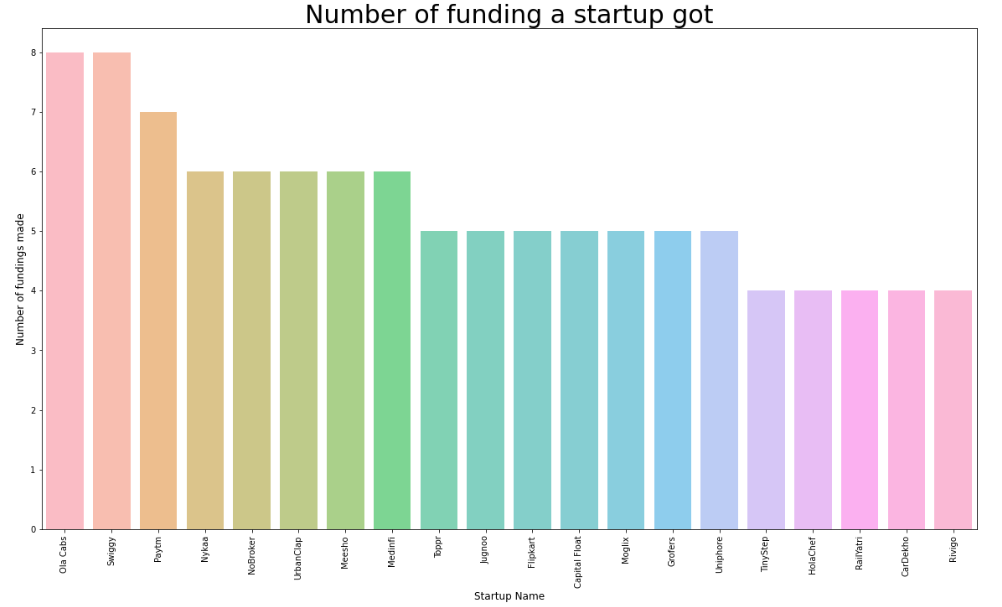 Number of funding a startup got
Number of fundings made
8
7
6
5
4
3
2
1
0
Ola Cabs
Swiggy
Paytm
Nykaa
NoBroker
UrbanClap
Meesho
Medinfi
Toppr
Jugnoo
Flipkart
Capital Float
Moglix
Grofers
Uniphore
TinyStep
HolaChef
RailYatri
CarDekho
Rivigo
Startup Name